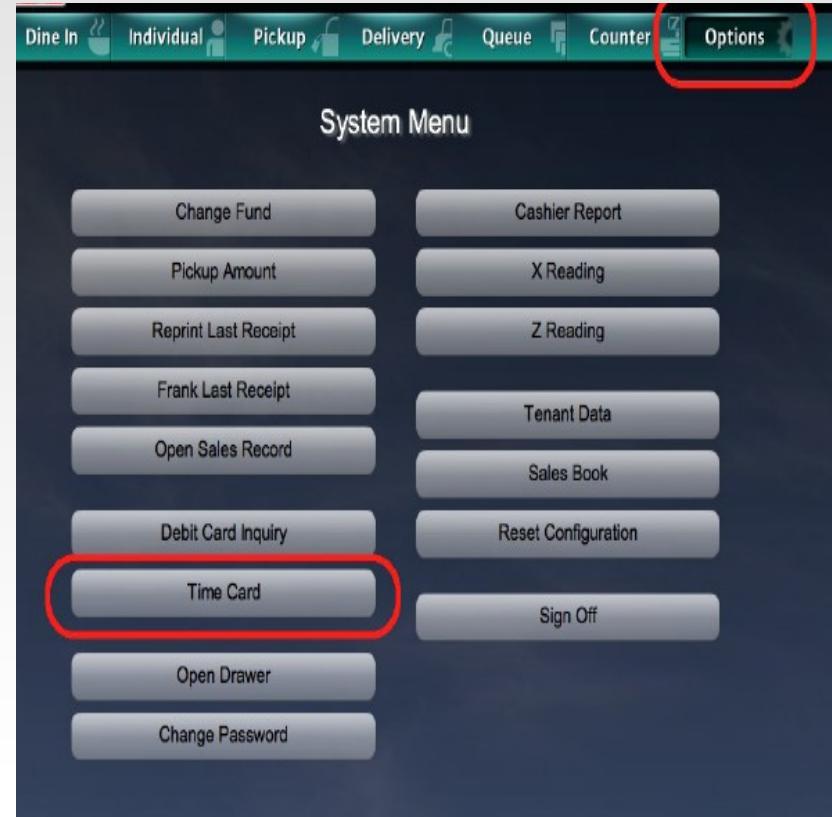 Dine In Individual Pickup Delivery Queue Counter Options
System Menu
Change Fund
Pickup Amount
Reprint Last Receipt
Frank Last Receipt
Open Sales Record
Debit Card Inquiry
Time Card
Open Drawer
Change Password
Cashier Report
X Reading
Z Reading
Tenant Data
Sales Book
Reset Configuration
Sign Off